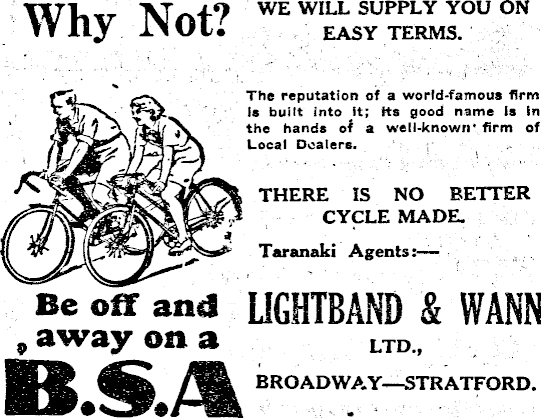 Why Not?
Be off and
away on a
B.S.A
WE WILL SUPPLY YOU ON
EASY TERMS.
The reputation of a world-famous firm
is built into it; its good name is in
the hands of a well-known firm of
Local Dealers.
THERE IS NO BETTER
CYCLE MADE.
Taranaki Agents:—
LIGHTBAND & WANN
LTD.,
BROADWAY—STRATFORD.